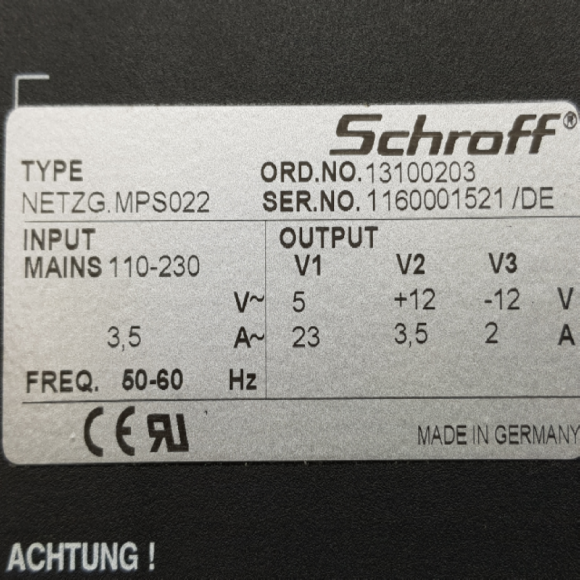 Schroff®
TYPE ORD.NO. 13100203
NETZG.MPS022 SER.NO. 1160001521 /DE
INPUT OUTPUT
MAINS 110-230 V1 V2 V3
V~ 5 +12 -12 V
3,5 A~ 23 3,5 2 A
FREQ. 50-60 Hz
CE RU
MADE IN GERMANY
ACHTUNG !